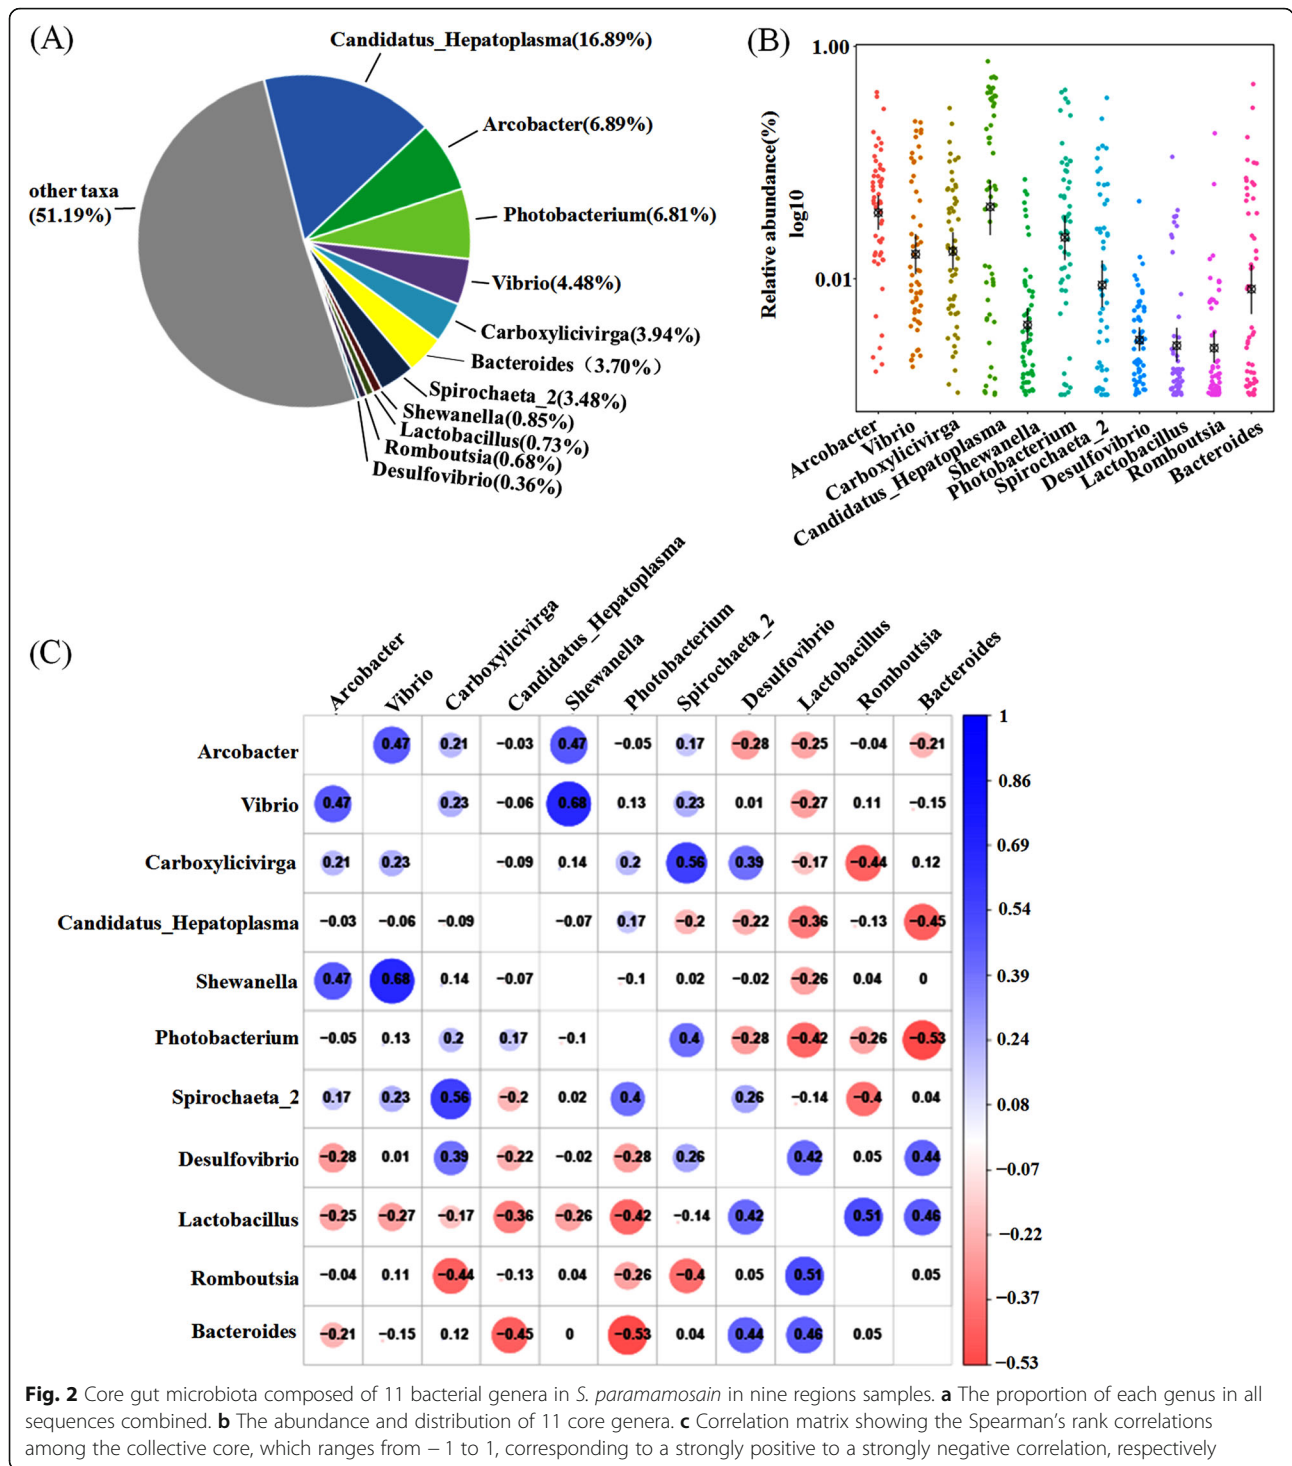 (A)
Candidatus_Hepatoplasma(16.89%)
Arcobacter(6.89%)
Photobacterium(6.81%)
Vibrio(4.48%)
Carboxylicivirga(3.94%)
Bacteroides（3.70%）
Spirochaeta_2(3.48%)
Shewanella(0.85%)
Lactobacillus(0.73%)
Romboutsia(0.68%)
Desulfovibrio(0.36%)
other taxa
(51.19%)
(B)
1.00
0.01
Relative abundance(%)
log10
Arcobacter
Vibrio
Carboxylicivirga
Candidatus_Hepatoplasma
Shewanella
Photobacterium
Spirochaeta_2
Desulfovibrio
Lactobacillus
Romboutsia
Bacteroides
(C)
Arcobacter
Vibrio
Carboxylicivirga
Candidatus_Hepatoplasma
Shewanella
Photobacterium
Spirochaeta_2
Desulfovibrio
Lactobacillus
Romboutsia
Bacteroides
Arcobacter 0.47 0.21 −0.03 0.47 −0.05 0.17 −0.28 −0.25 −0.04 −0.21
Vibrio 0.47 0.23 −0.06 0.68 0.13 0.23 0.01 −0.27 0.11 −0.15
Carboxylicivirga 0.21 0.23 −0.09 0.14 0.2 0.56 0.39 −0.17 −0.44 0.12
Candidatus_Hepatoplasma −0.03 −0.06 −0.09 −0.07 0.17 −0.2 −0.22 −0.36 −0.13 −0.45
Shewanella 0.47 0.68 0.14 −0.07 −0.1 0.02 −0.02 −0.26 0.04 0
Photobacterium −0.05 0.13 0.2 0.17 −0.1 0.4 −0.28 −0.42 −0.26 −0.53
Spirochaeta_2 0.17 0.23 0.56 −0.2 0.02 0.4 0.26 −0.14 −0.4 0.04
Desulfovibrio −0.28 0.01 0.39 −0.22 −0.02 −0.28 0.26 0.42 0.05 0.44
Lactobacillus −0.25 −0.27 −0.17 −0.36 −0.26 −0.42 −0.14 0.42 0.51 0.46
Romboutsia −0.04 0.11 −0.44 −0.13 0.04 −0.26 −0.4 0.05 0.51 0.05
Bacteroides −0.21 −0.15 0.12 −0.45 0 −0.53 0.04 0.44 0.46 0.05
1
0.86
0.69
0.54
0.39
0.24
0.08
−0.07
−0.22
−0.37
−0.53
Fig. 2 Core gut microbiota composed of 11 bacterial genera in S. paramamosain in nine regions samples. a The proportion of each genus in all
sequences combined. b The abundance and distribution of 11 core genera. c Correlation matrix showing the Spearman’s rank correlations
among the collective core, which ranges from − 1 to 1, corresponding to a strongly positive to a strongly negative correlation, respectively